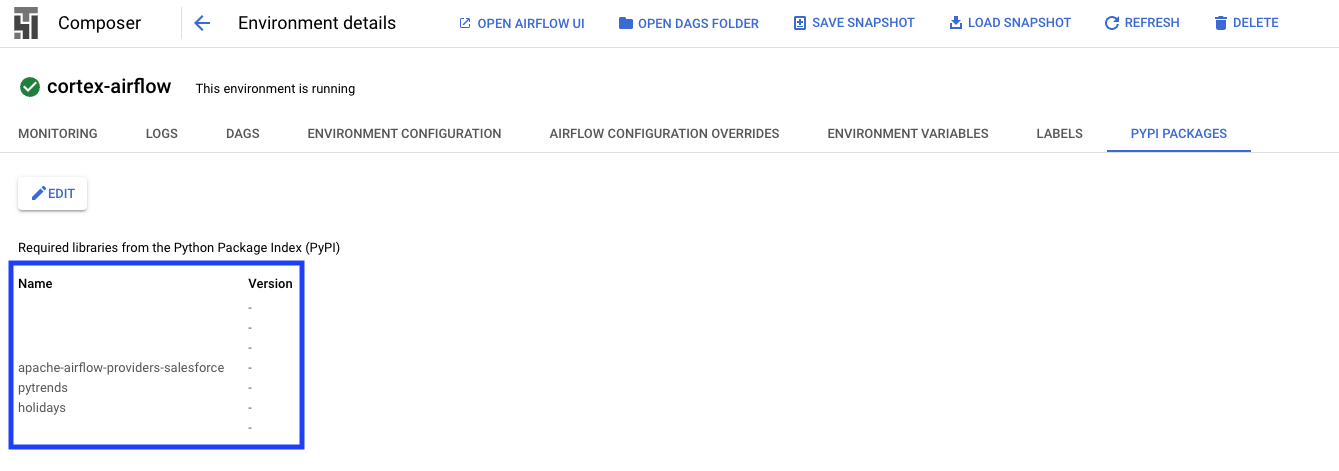 Composer
Environment details
OPEN AIRFLOW UI
OPEN DAGS FOLDER
SAVE SNAPSHOT
LOAD SNAPSHOT
REFRESH
DELETE
cortex-airflow
This environment is running
MONITORING
LOGS
DAGS
ENVIRONMENT CONFIGURATION
AIRFLOW CONFIGURATION OVERRIDES
ENVIRONMENT VARIABLES
LABELS
PYPI PACKAGES
EDIT
Required libraries from the Python Package Index (PyPI)
Name Version
-
-
-
apache-airflow-providers-salesforce -
pytrends -
holidays -
-